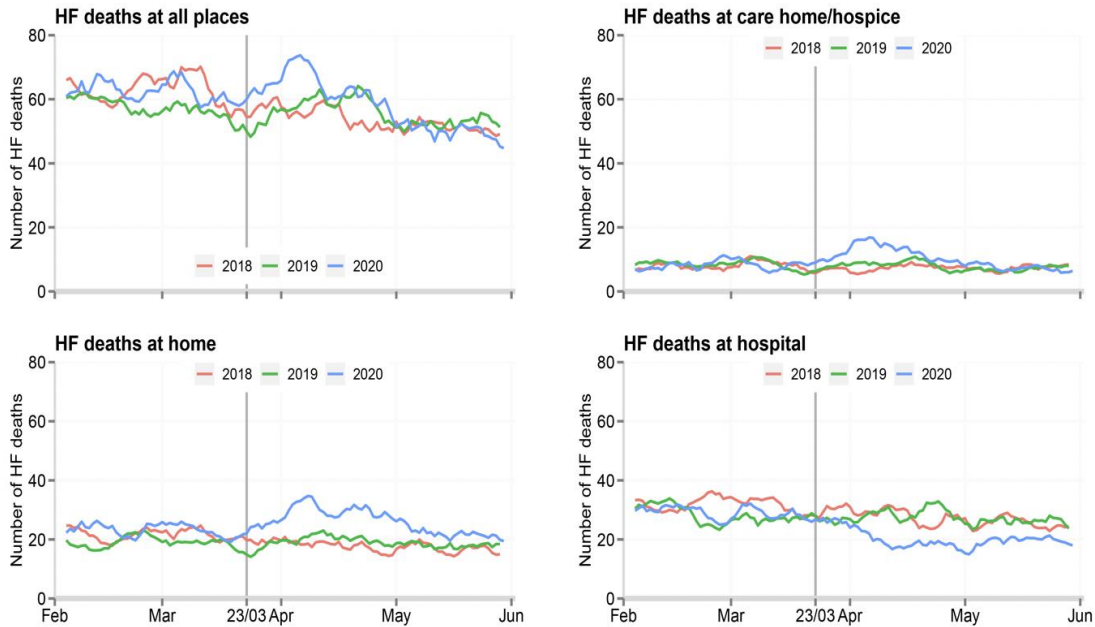 HF deaths at all places
Number of HF deaths
80
60
40
20
0
2018 2019 2020
HF deaths at care home/hospice
Number of HF deaths
80
60
40
20
0
2018 2019 2020
HF deaths at home
Number of HF deaths
80
60
40
20
0
2018 2019 2020
Feb Mar 23/03 Apr May Jun
HF deaths at hospital
Number of HF deaths
80
60
40
20
0
2018 2019 2020
Feb Mar 23/03 Apr May Jun